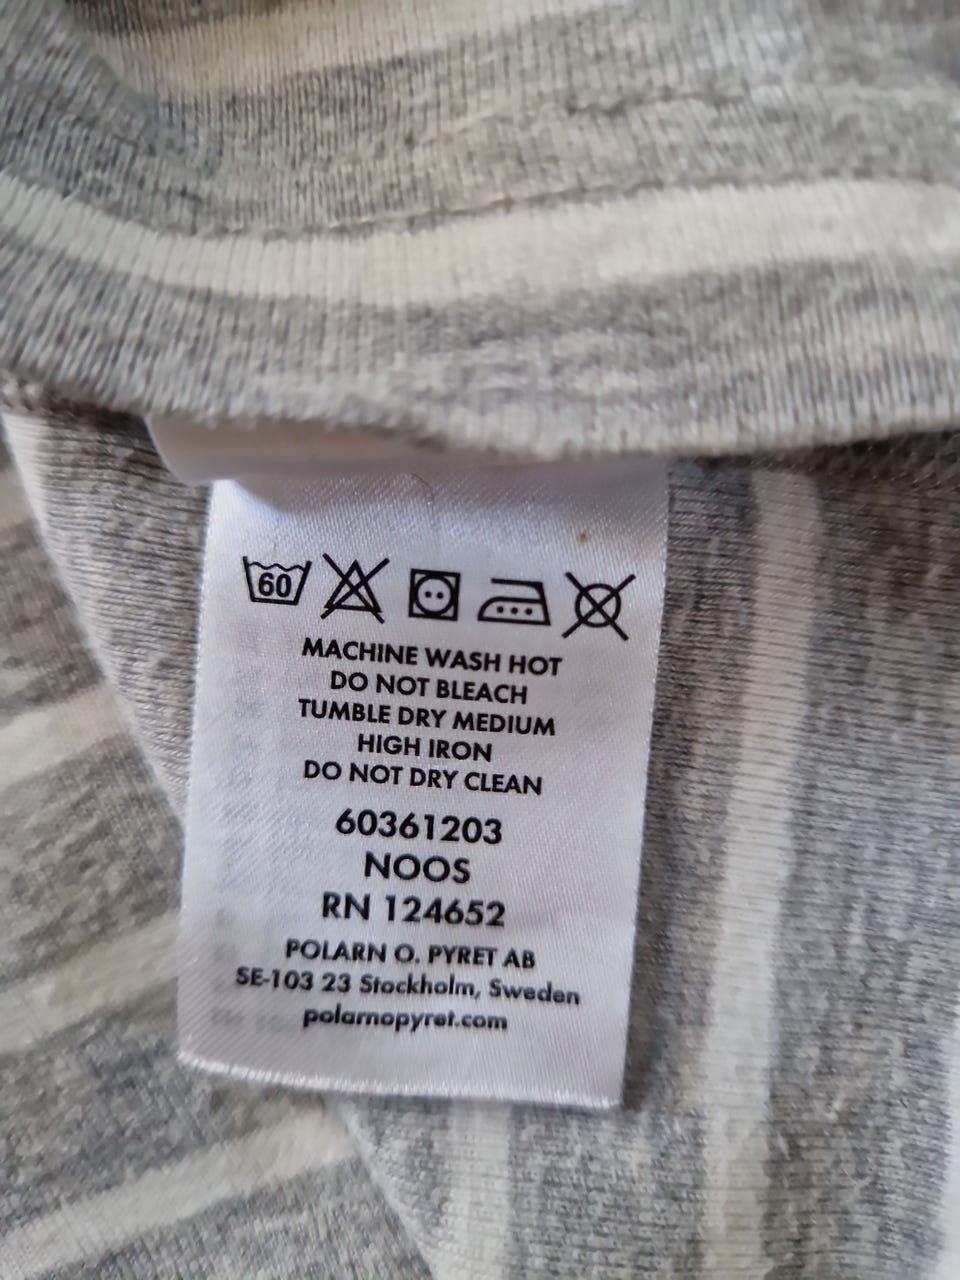 60
MACHINE WASH HOT
DO NOT BLEACH
TUMBLE DRY MEDIUM
HIGH IRON
DO NOT DRY CLEAN
60361203
NOOS
RN 124652
POLARN O. PYRET AB
SE-103 23 Stockholm, Sweden
polarnopyret.com